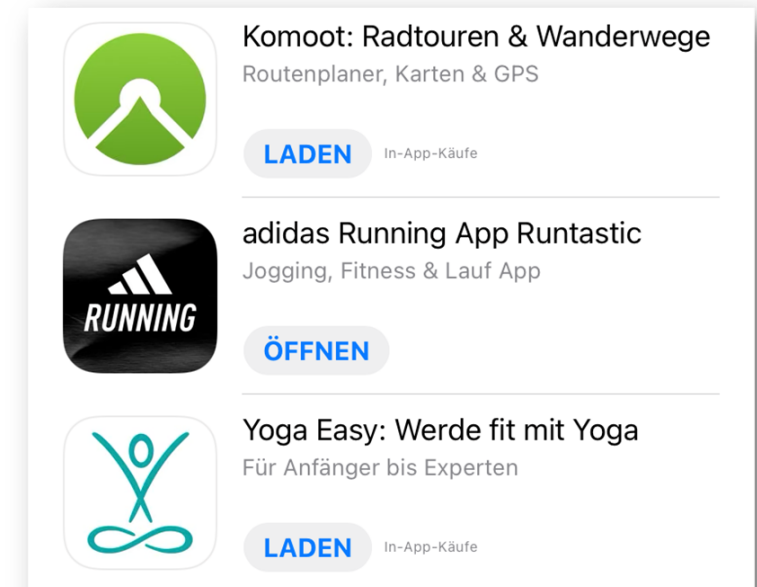 Komoot: Radtouren & Wanderwege
Routenplaner, Karten & GPS
LADEN In-App-Käufe
adidas Running App Runtastic
Jogging, Fitness & Lauf App
RUNNING
ÖFFNEN
Yoga Easy: Werde fit mit Yoga
Für Anfänger bis Experten
LADEN In-App-Käufe